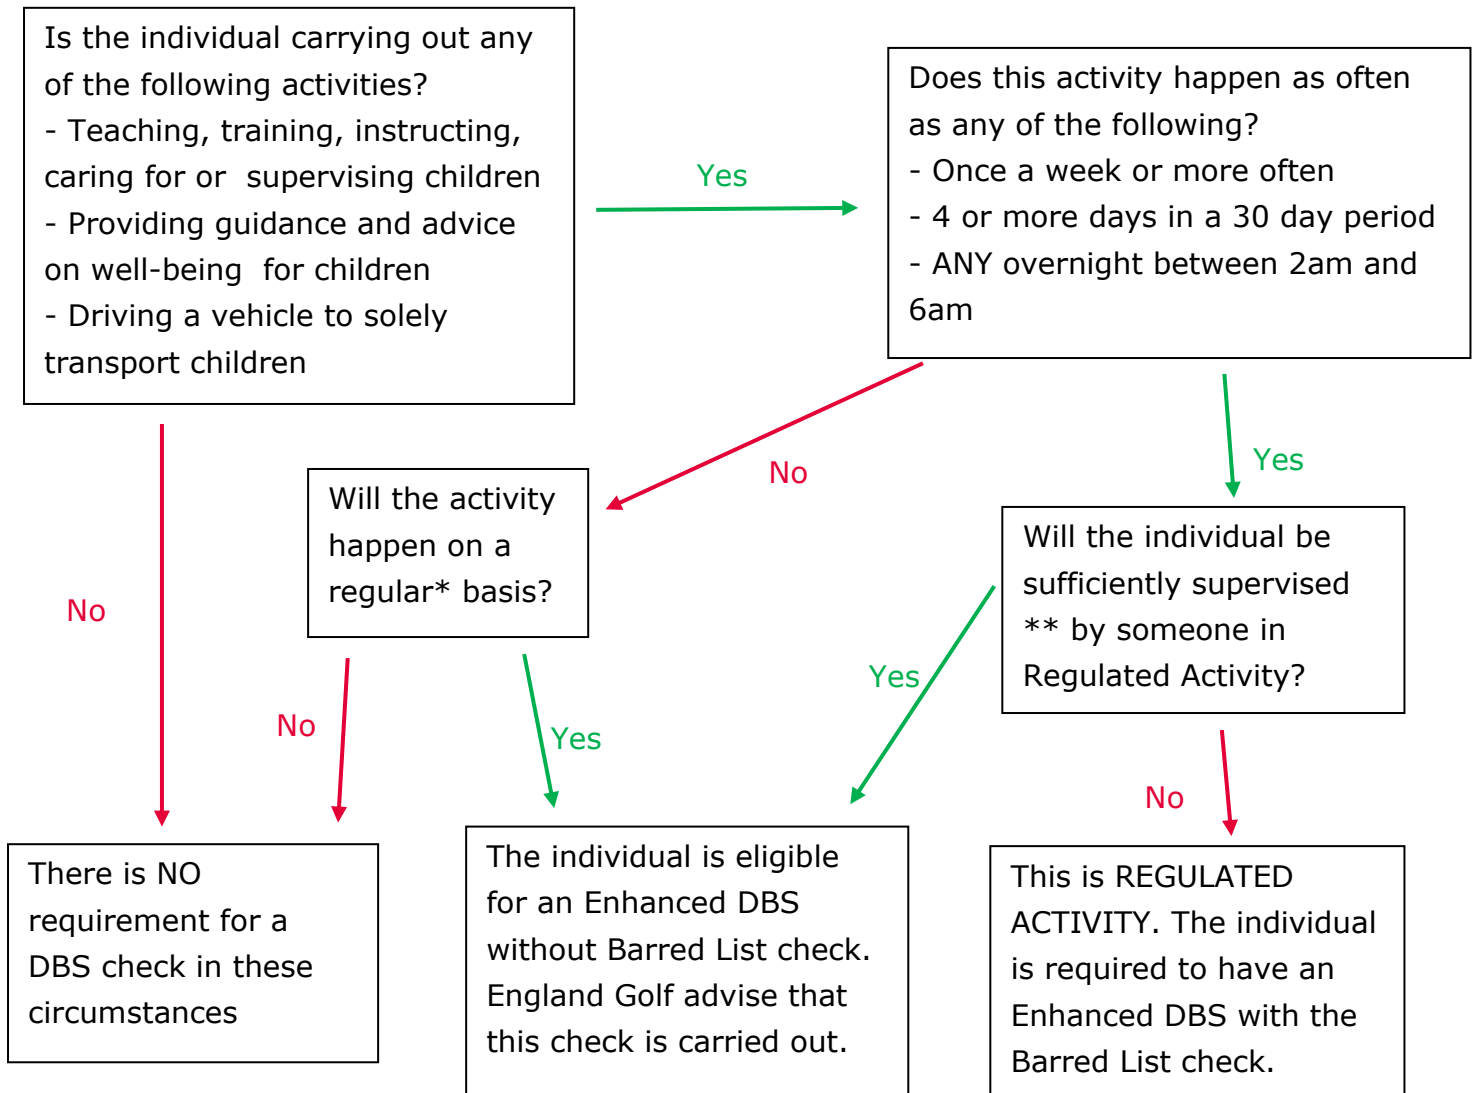 Is the individual carrying out any
of the following activities?
- Teaching, training, instructing,
caring for or  supervising children
- Providing guidance and advice
on well-being  for children
- Driving a vehicle to solely
transport children
Yes
Does this activity happen as often
as any of the following?
- Once a week or more often
- 4 or more days in a 30 day period
- ANY overnight between 2am and
6am
No
Yes
Will the activity
happen on a
regular* basis?
Will the individual be
sufficiently supervised
** by someone in
Regulated Activity?
No
No
Yes
Yes
No
There is NO
requirement for a
DBS check in these
circumstances
The individual is eligible
for an Enhanced DBS
without Barred List check.
England Golf advise that
this check is carried out.
This is REGULATED
ACTIVITY. The individual
is required to have an
Enhanced DBS with the
Barred List check.